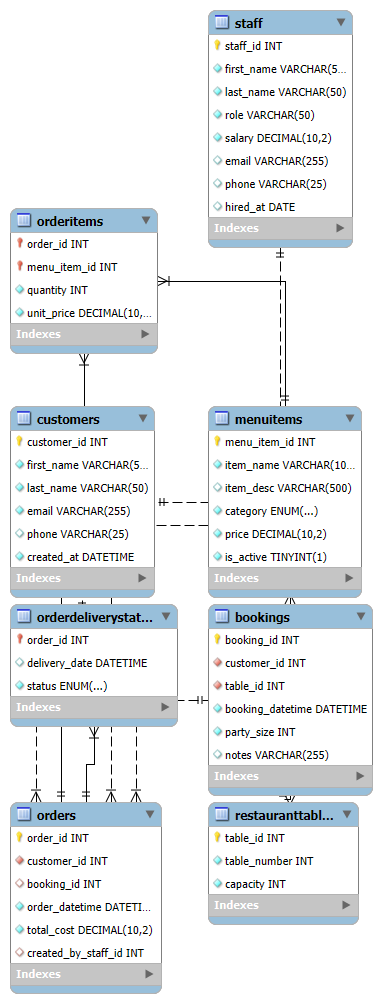 staff
staff_id INT
first_name VARCHAR(5...
last_name VARCHAR(50)
role VARCHAR(50)
salary DECIMAL(10,2)
email VARCHAR(255)
phone VARCHAR(25)
hired_at DATE
Indexes
orderitems
order_id INT
menu_item_id INT
quantity INT
unit_price DECIMAL(10,...
Indexes
customers
customer_id INT
first_name VARCHAR(5...
last_name VARCHAR(50)
email VARCHAR(255)
phone VARCHAR(25)
created_at DATETIME
Indexes
menuitems
menu_item_id INT
item_name VARCHAR(10...
item_desc VARCHAR(500)
category ENUM(...)
price DECIMAL(10,2)
is_active TINYINT(1)
Indexes
orderdeliverystat...
order_id INT
delivery_date DATETIME
status ENUM(...)
Indexes
bookings
booking_id INT
customer_id INT
table_id INT
booking_datetime DATETIME
party_size INT
notes VARCHAR(255)
Indexes
orders
order_id INT
customer_id INT
booking_id INT
order_datetime DATETI...
total_cost DECIMAL(10,2)
created_by_staff_id INT
Indexes
restauranttabl...
table_id INT
table_number INT
capacity INT
Indexes